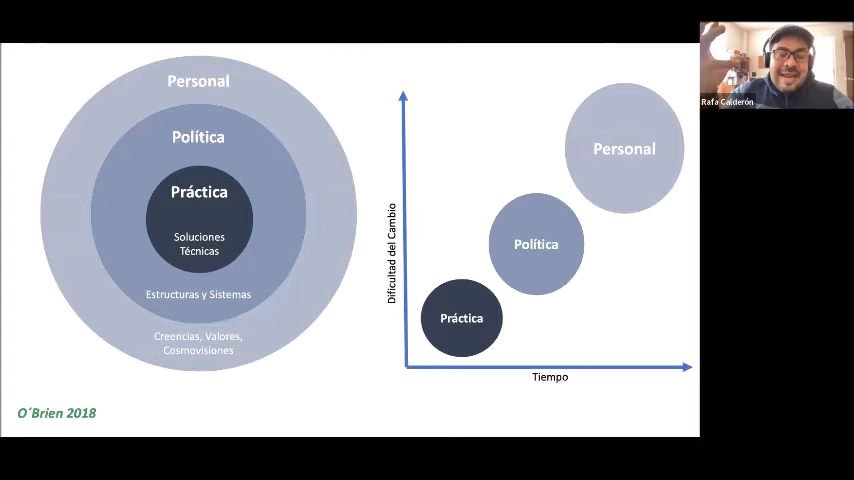 Personal
Política
Práctica
Soluciones
Técnicas
Estructuras y Sistemas
Creencias, Valores,
Cosmovisiones
O´Brien 2018
Dificultad del Cambio
Personal
Política
Práctica
Tiempo
Rafa Calderón